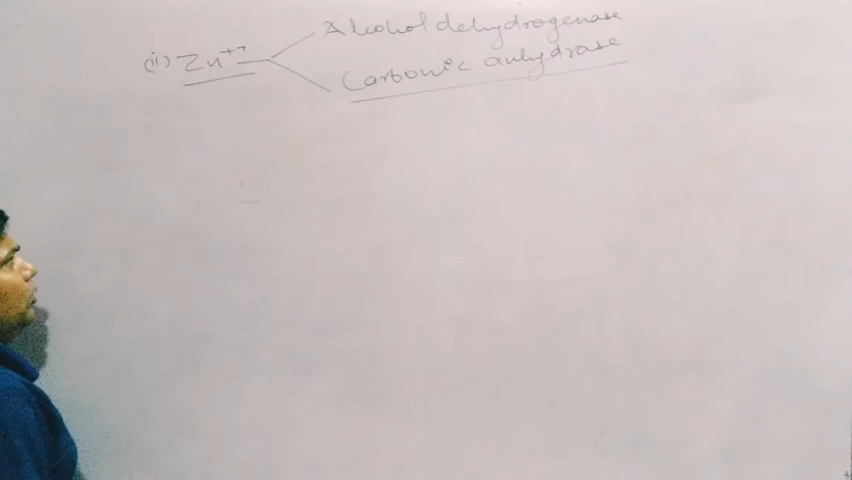 Alcohol dehydrogenase
(ii) Zn++
Carbonic anhydrase